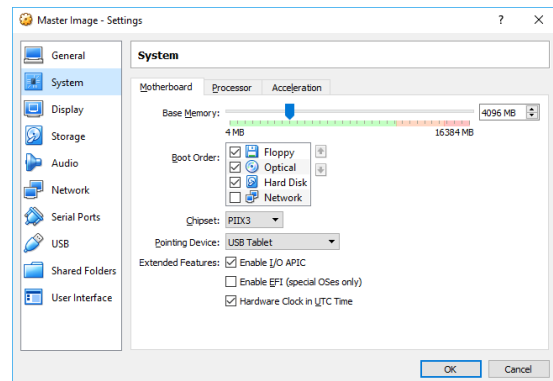 Master Image - Settings
General
System
Display
Storage
Audio
Network
Serial Ports
USB
Shared Folders
User Interface
System
Motherboard Processor Acceleration
Base Memory: 4096 MB
4 MB 16384 MB
Boot Order: Floppy
Optical
Hard Disk
Network
Chipset: PIIX3
Pointing Device: USB Tablet
Extended Features: Enable I/O APIC
Enable EFI (special OSes only)
Hardware Clock in UTC Time
OK Cancel